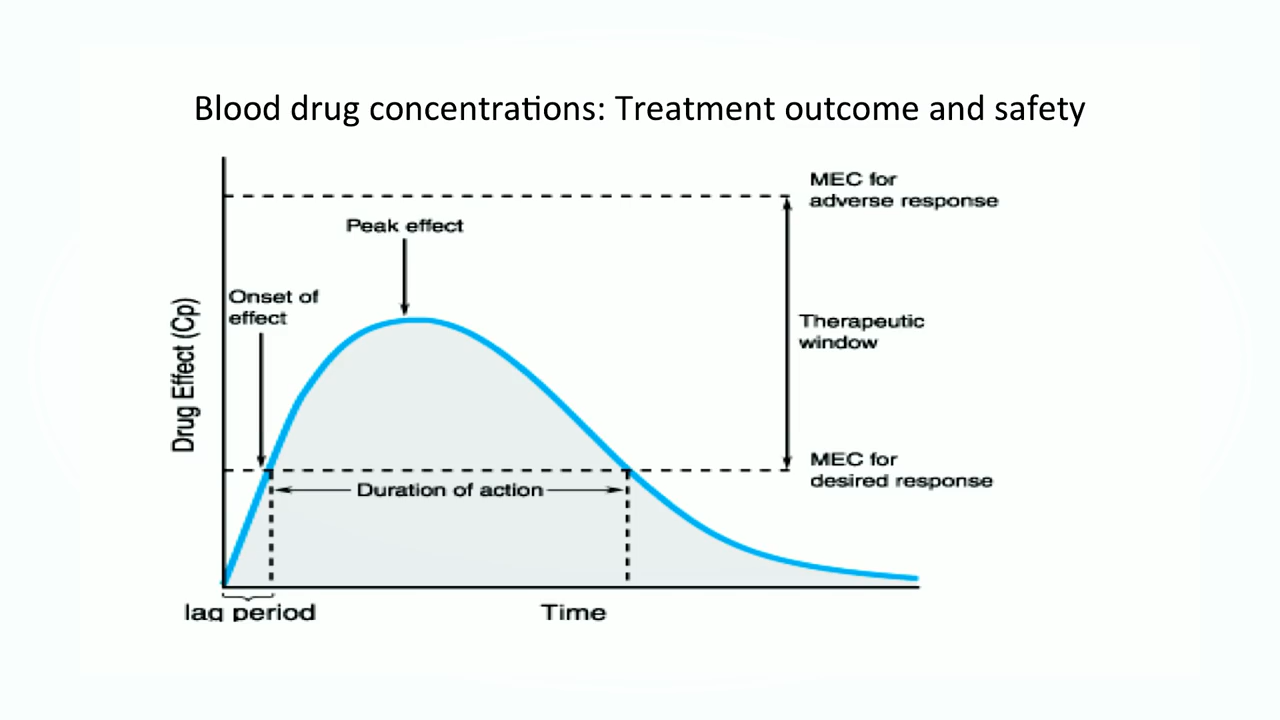 Blood drug concentrations: Treatment outcome and safety
MEC for
adverse response
Peak effect
Onset of
effect
Drug Effect (Cp)
Therapeutic
window
MEC for
desired response
Duration of action
lag period
Time